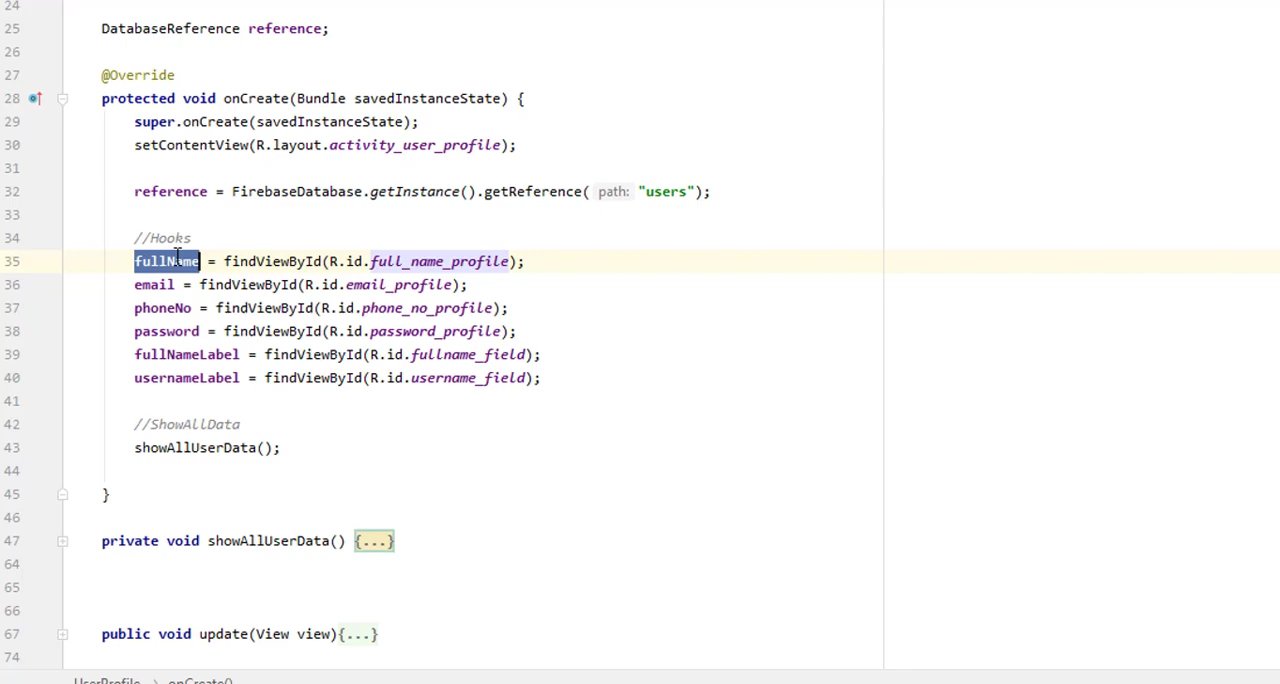 24
25 DatabaseReference reference;
26
27 @Override
28 protected void onCreate(Bundle savedInstanceState) {
29 super.onCreate(savedInstanceState);
30 setContentView(R.layout.activity_user_profile);
31
32 reference = FirebaseDatabase.getInstance().getReference( path: "users");
33
34 //Hooks
35 fullName = findViewById(R.id.full_name_profile);
36 email = findViewById(R.id.email_profile);
37 phoneNo = findViewById(R.id.phone_no_profile);
38 password = findViewById(R.id.password_profile);
39 fullNameLabel = findViewById(R.id.fullname_field);
40 usernameLabel = findViewById(R.id.username_field);
41
42 //ShowAllData
43 showAllUserData();
44
45 }
46
47 private void showAllUserData() {...}
64
65
66
67 public void update(View view){...}
74
UserProfile > onCreate()